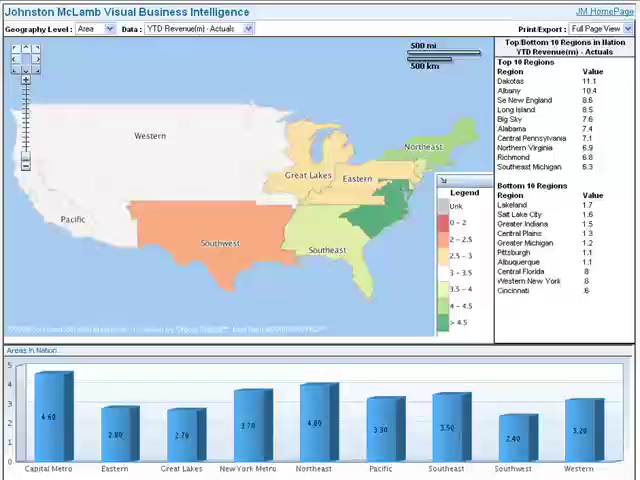 Johnston McLamb Visual Business Intelligence
JM HomePage
Geography Level : Area Data : YTD Revenue(m) - Actuals Print/Export : Full Page View
500 mi
500 km
Western
Great Lakes
Eastern
Northeast
Pacific
Southwest
Southeast
Legend
Unk
0 - 2
2 - 2.5
2.5 - 3
3 - 3.5
3.5 - 4
4 - 4.5
> 4.5
Top/Bottom 10 Regions in Nation
YTD Revenue(m) - Actuals
Top 10 Regions
Region Value
Dakotas 11.1
Albany 10.4
Se New England 8.6
Long Island 8.5
Big Sky 7.6
Alabama 7.4
Central Pennsylvania 7.1
Northern Virginia 6.9
Richmond 6.8
Southeast Michigan 6.3
Bottom 10 Regions
Region Value
Lakeland 1.7
Salt Lake City 1.6
Greater Indiana 1.5
Central Plains 1.3
Greater Michigan 1.2
Pittsburgh 1.1
Albuquerque 1.1
Central Florida .8
Western New York .8
Cincinnati .6
Areas in Nation
5
4
3
2
1
0
4.60
2.80
2.70
3.70
4.00
3.30
3.50
2.40
3.20
Capital Metro Eastern Great Lakes New York Metro Northeast Pacific Southeast Southwest Western